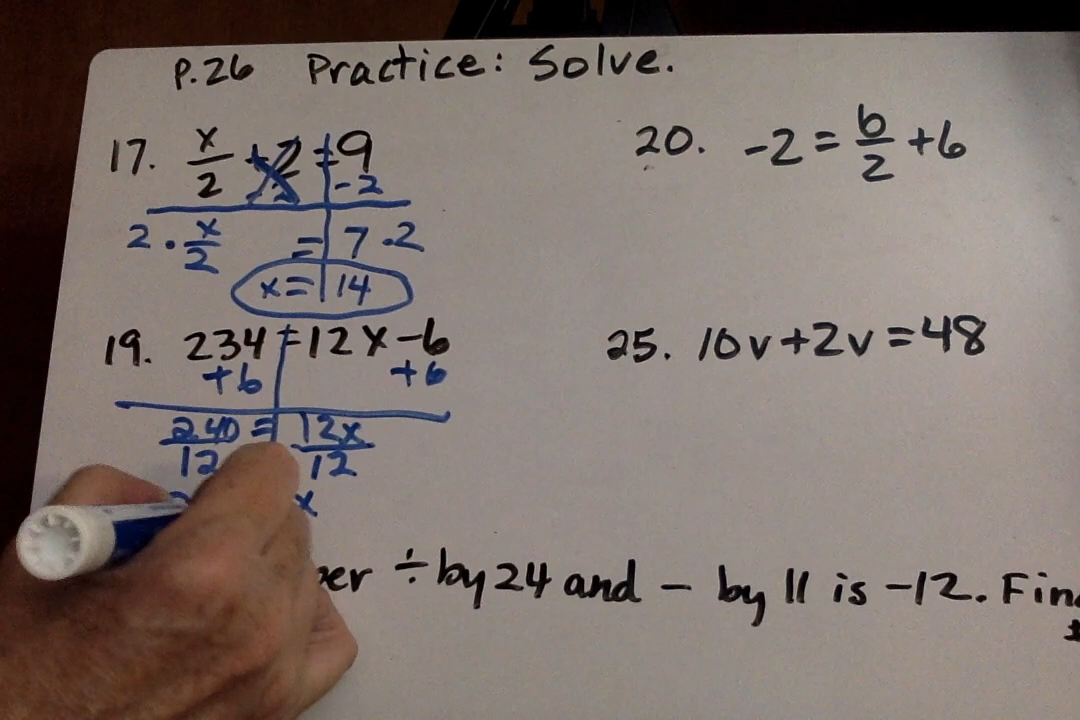 p.26 Practice: Solve.
17. x/2 +2 = 9
-2 -2
2 · x/2 = 7 · 2
x = 14
19. 234 = 12x - 6
+6 +6
240/12 = 12x/12
x
20. -2 = b/2 + 6
25. 10v + 2v = 48
÷ by 24 and - by 11 is -12. Find